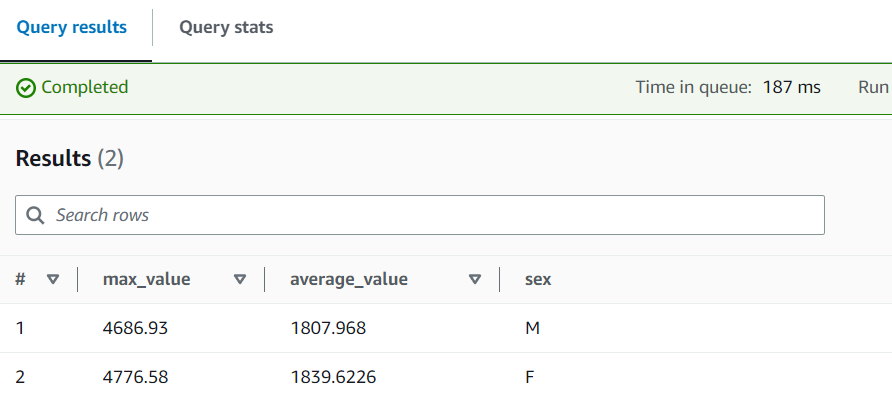 Query results Query stats
Completed Time in queue: 187 ms Run
Results (2)
Search rows
# max_value average_value sex
1 4686.93 1807.968 M
2 4776.58 1839.6226 F